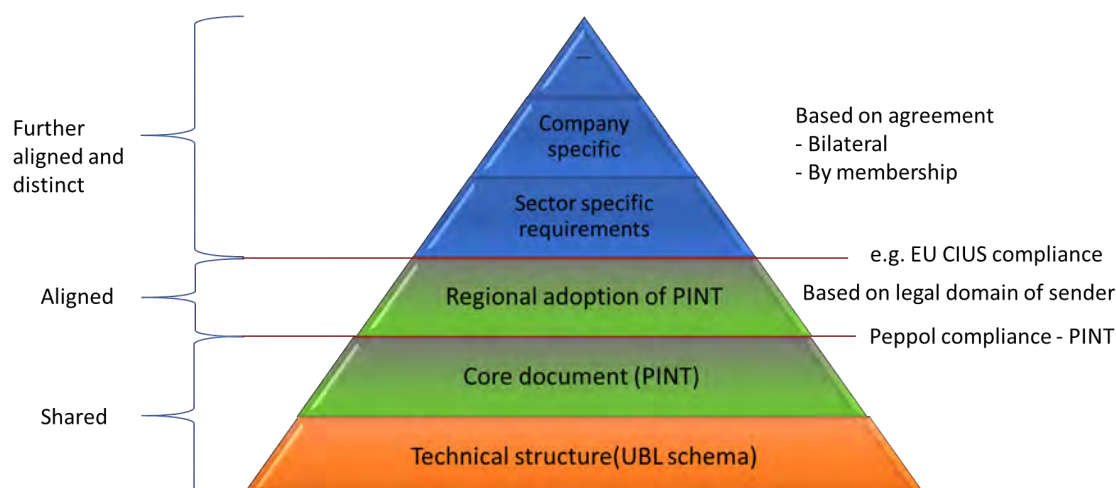 Further
aligned and
distinct
Aligned
Shared
–
Company
specific
Sector specific
requirements
Regional adoption of PINT
Core document (PINT)
Technical structure(UBL schema)
Based on agreement
- Bilateral
- By membership
e.g. EU CIUS compliance
Based on legal domain of sender
Peppol compliance - PINT